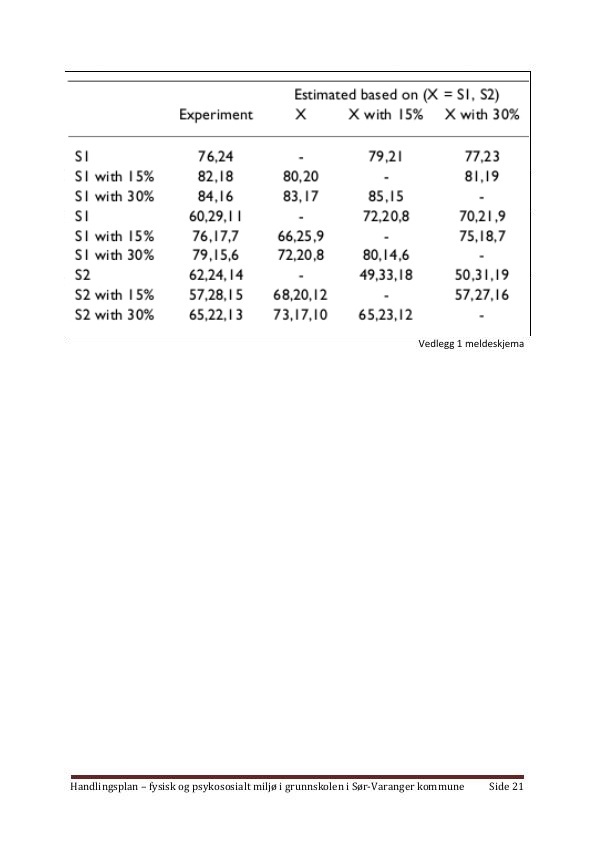 Estimated based on (X = S1, S2)
Experiment X X with 15% X with 30%
S1 76,24 - 79,21 77,23
S1 with 15% 82,18 80,20 - 81,19
S1 with 30% 84,16 83,17 85,15 -
S1 60,29,11 - 72,20,8 70,21,9
S1 with 15% 76,17,7 66,25,9 - 75,18,7
S1 with 30% 79,15,6 72,20,8 80,14,6 -
S2 62,24,14 - 49,33,18 50,31,19
S2 with 15% 57,28,15 68,20,12 - 57,27,16
S2 with 30% 65,22,13 73,17,10 65,23,12 -
Vedlegg 1 meldeskjema
Handlingsplan – fysisk og psykososialt miljø i grunnskolen i Sør-Varanger kommune Side 21